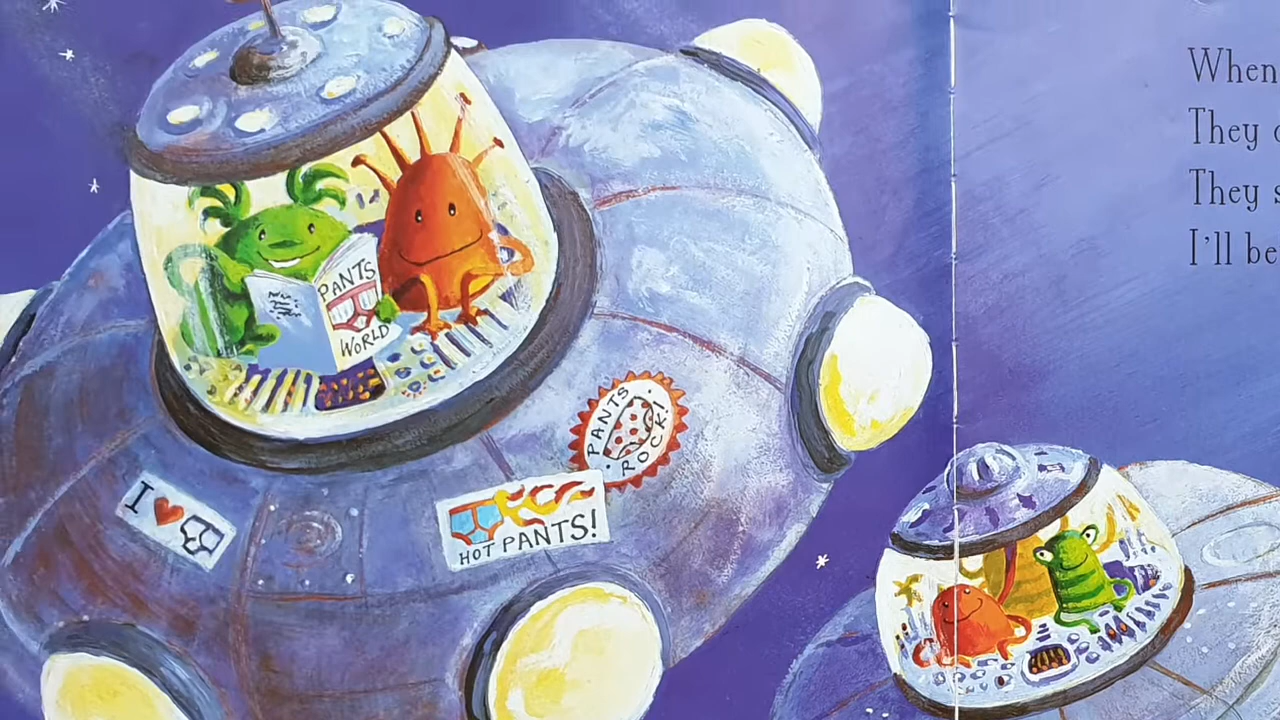 PANTS
WORLD
PANTS
ROCK!
I
HOT PANTS!
When
They
They
I'll be